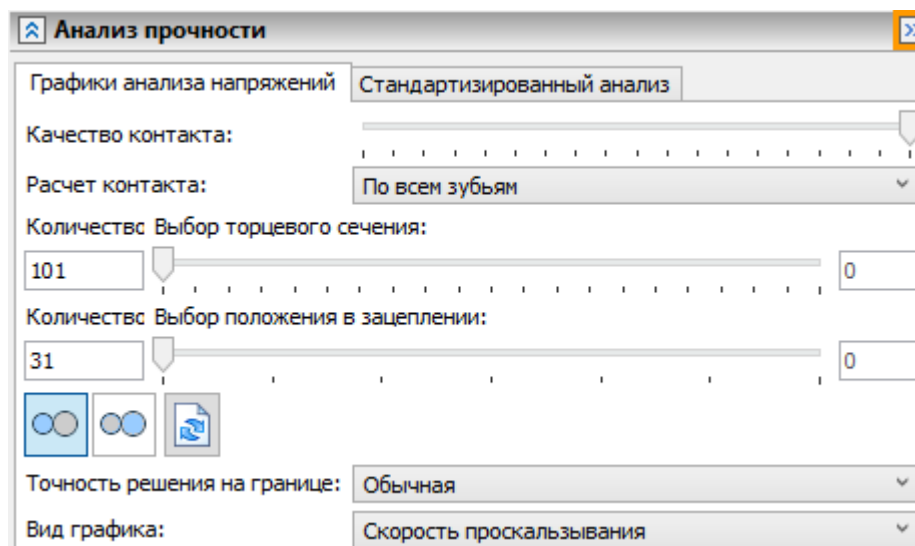 Анализ прочности
Графики анализа напряжений Стандартизированный анализ
Качество контакта:
Расчет контакта: По всем зубьям
Количество Выбор торцевого сечения:
101 0
Количество Выбор положения в зацеплении:
31 0
Точность решения на границе: Обычная
Вид графика: Скорость проскальзывания